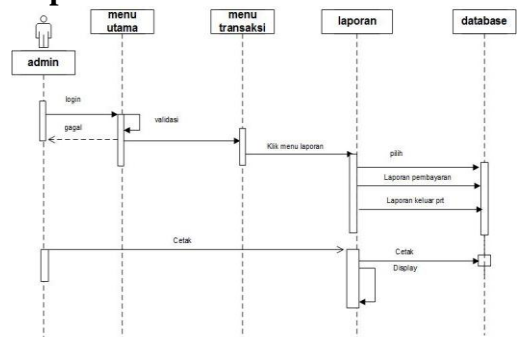 menu
utama
menu
transaksi
laporan
database
admin
login
validasi
gagal
Klik menu laporan
pilih
Laporan pembayaran
Laporan keluar prt
Cetak
Cetak
Display